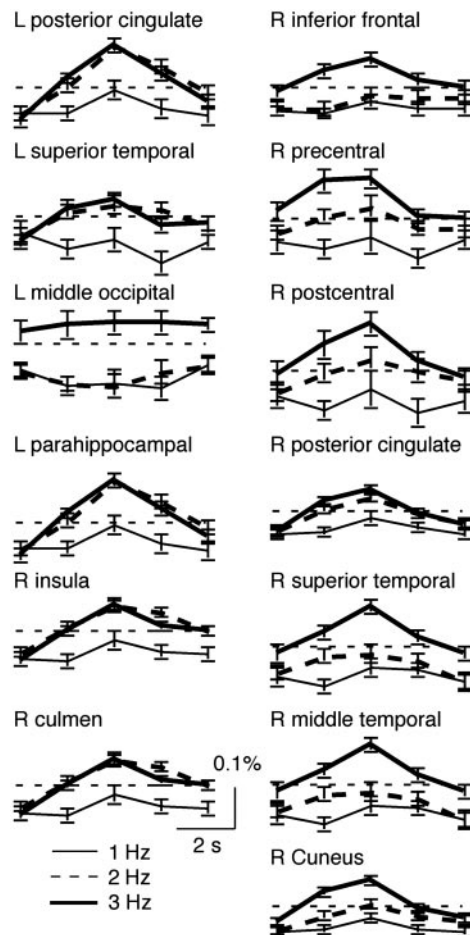 L posterior cingulate
L superior temporal
L middle occipital
L parahippocampal
R insula
R culmen
0.1%
2 s
1 Hz
2 Hz
3 Hz
R inferior frontal
R precentral
R postcentral
R posterior cingulate
R superior temporal
R middle temporal
R Cuneus